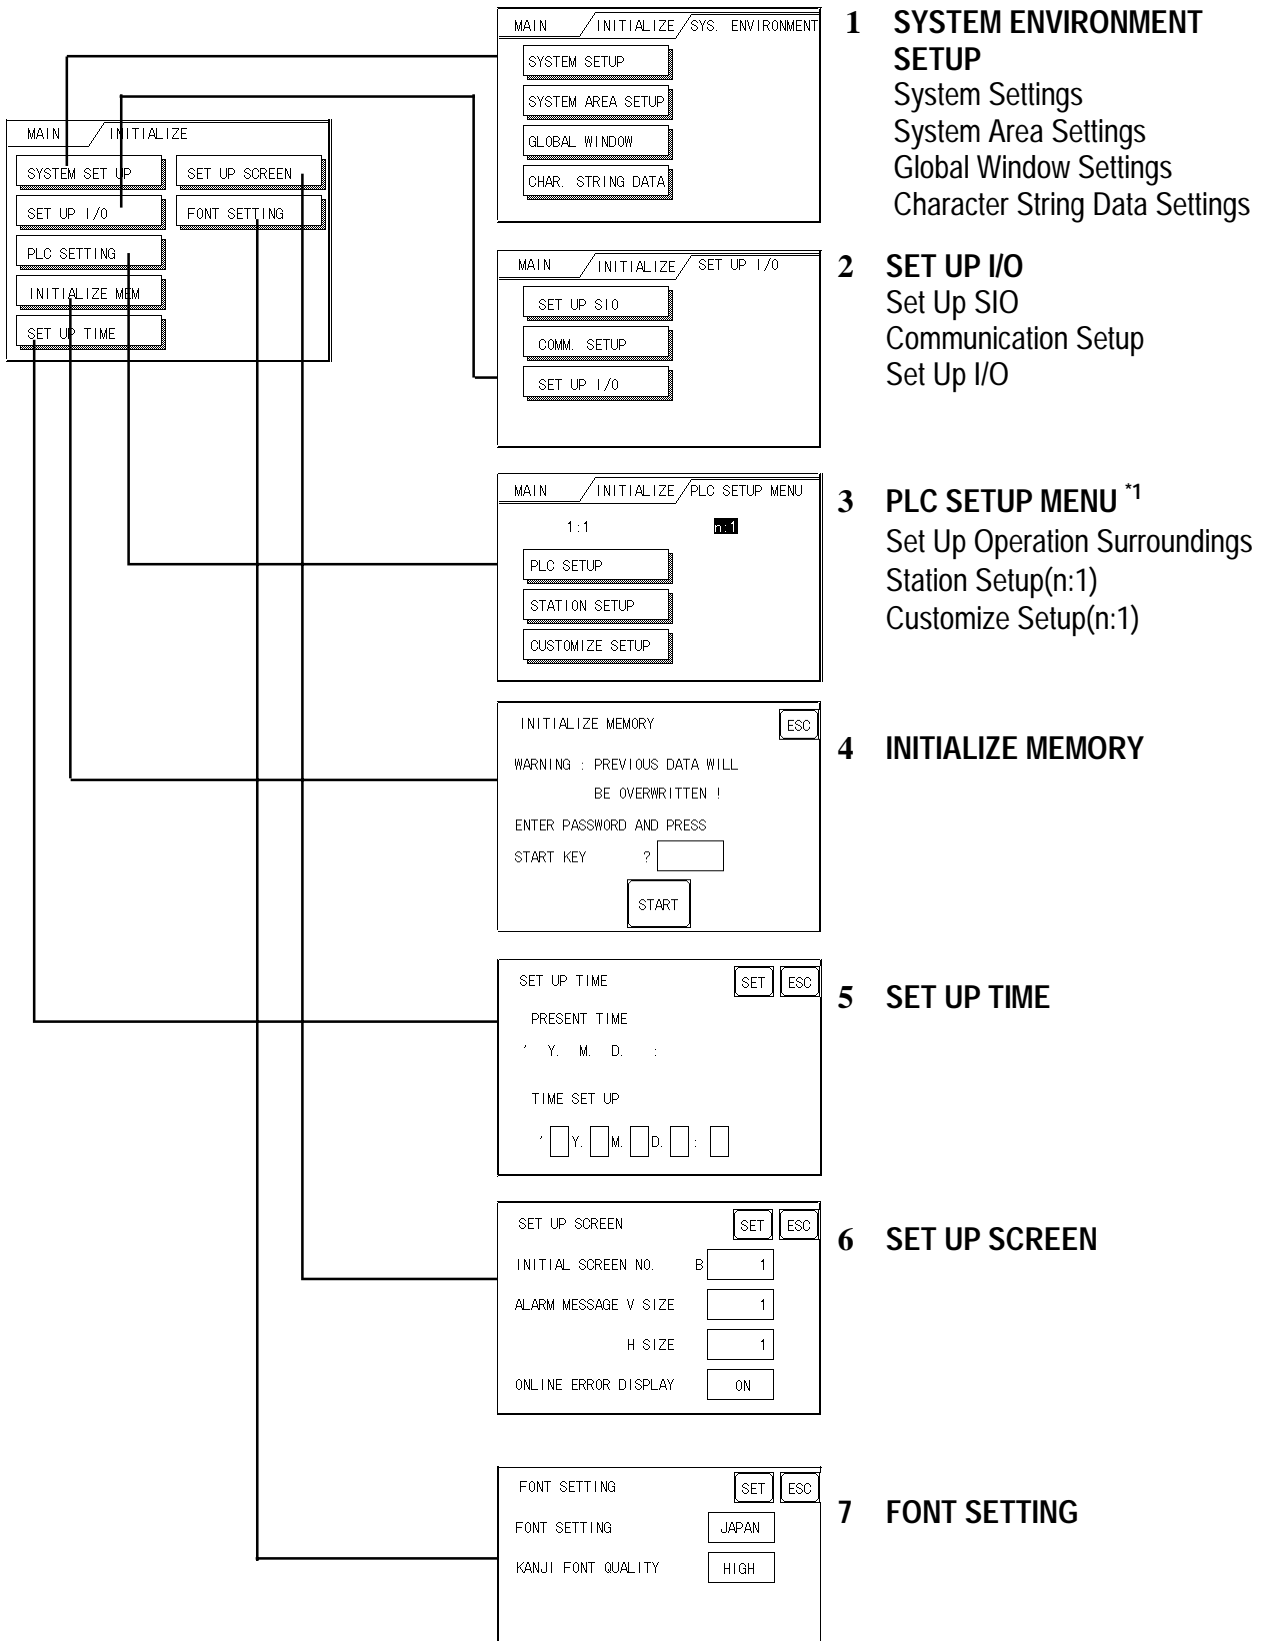 MAIN INITIALIZE
SYSTEM SET UP SET UP SCREEN
SET UP I/O FONT SETTING
PLC SETTING
INITIALIZE MEM
SET UP TIME
MAIN INITIALIZE SYS. ENVIRONMENT
SYSTEM SETUP
SYSTEM AREA SETUP
GLOBAL WINDOW
CHAR. STRING DATA
1 SYSTEM ENVIRONMENT
SETUP
System Settings
System Area Settings
Global Window Settings
Character String Data Settings
MAIN INITIALIZE SET UP I/O
SET UP SIO
COMM. SETUP
SET UP I/O
2 SET UP I/O
Set Up SIO
Communication Setup
Set Up I/O
MAIN INITIALIZE PLC SETUP MENU
1:1 n:1
PLC SETUP
STATION SETUP
CUSTOMIZE SETUP
3 PLC SETUP MENU *1
Set Up Operation Surroundings
Station Setup(n:1)
Customize Setup(n:1)
INITIALIZE MEMORY ESC
WARNING : PREVIOUS DATA WILL
BE OVERWRITTEN !
ENTER PASSWORD AND PRESS
START KEY ?
START
4 INITIALIZE MEMORY
SET UP TIME SET ESC
PRESENT TIME
' Y. M. D. :
TIME SET UP
' Y. M. D. :
5 SET UP TIME
SET UP SCREEN SET ESC
INITIAL SCREEN NO. B 1
ALARM MESSAGE V SIZE 1
H SIZE 1
ONLINE ERROR DISPLAY ON
6 SET UP SCREEN
FONT SETTING SET ESC
FONT SETTING JAPAN
KANJI FONT QUALITY HIGH
7 FONT SETTING